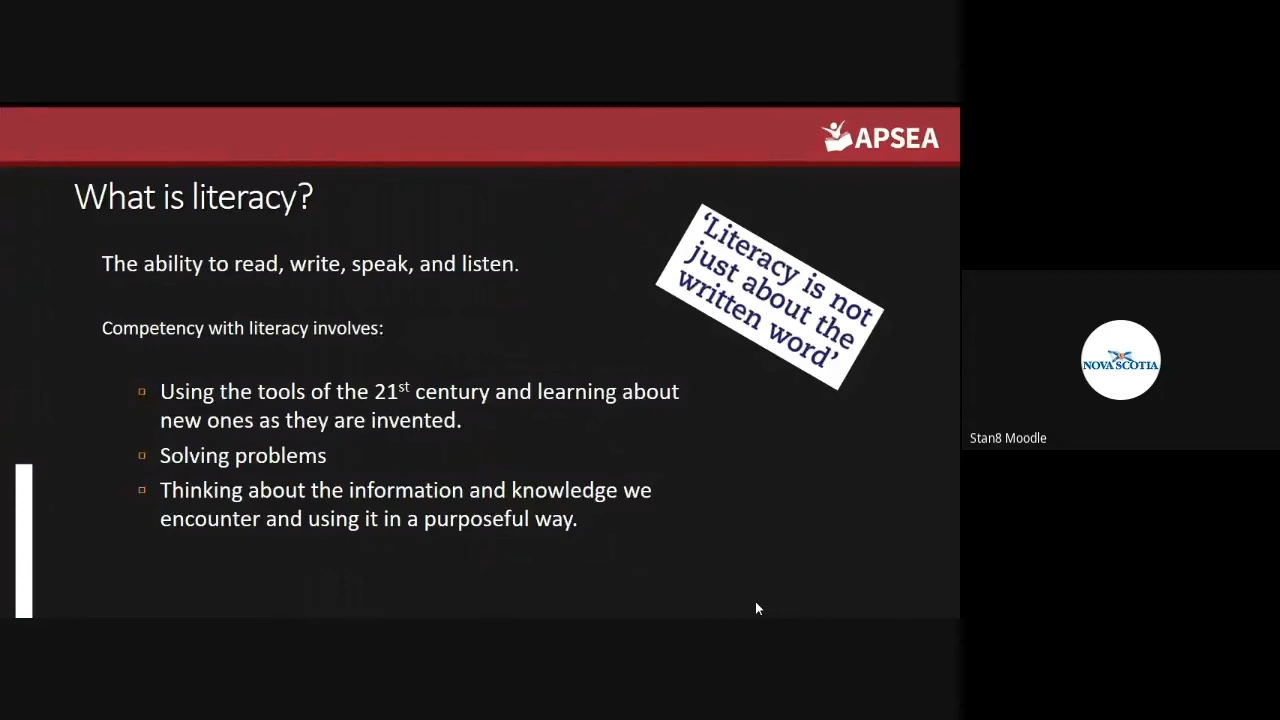 APSEA
What is literacy?
The ability to read, write, speak, and listen.
‘Literacy is not
just about the
written word’
Competency with literacy involves:
Using the tools of the 21st century and learning about
new ones as they are invented.
Solving problems
Thinking about the information and knowledge we
encounter and using it in a purposeful way.
NOVA SCOTIA
Stan8 Moodle